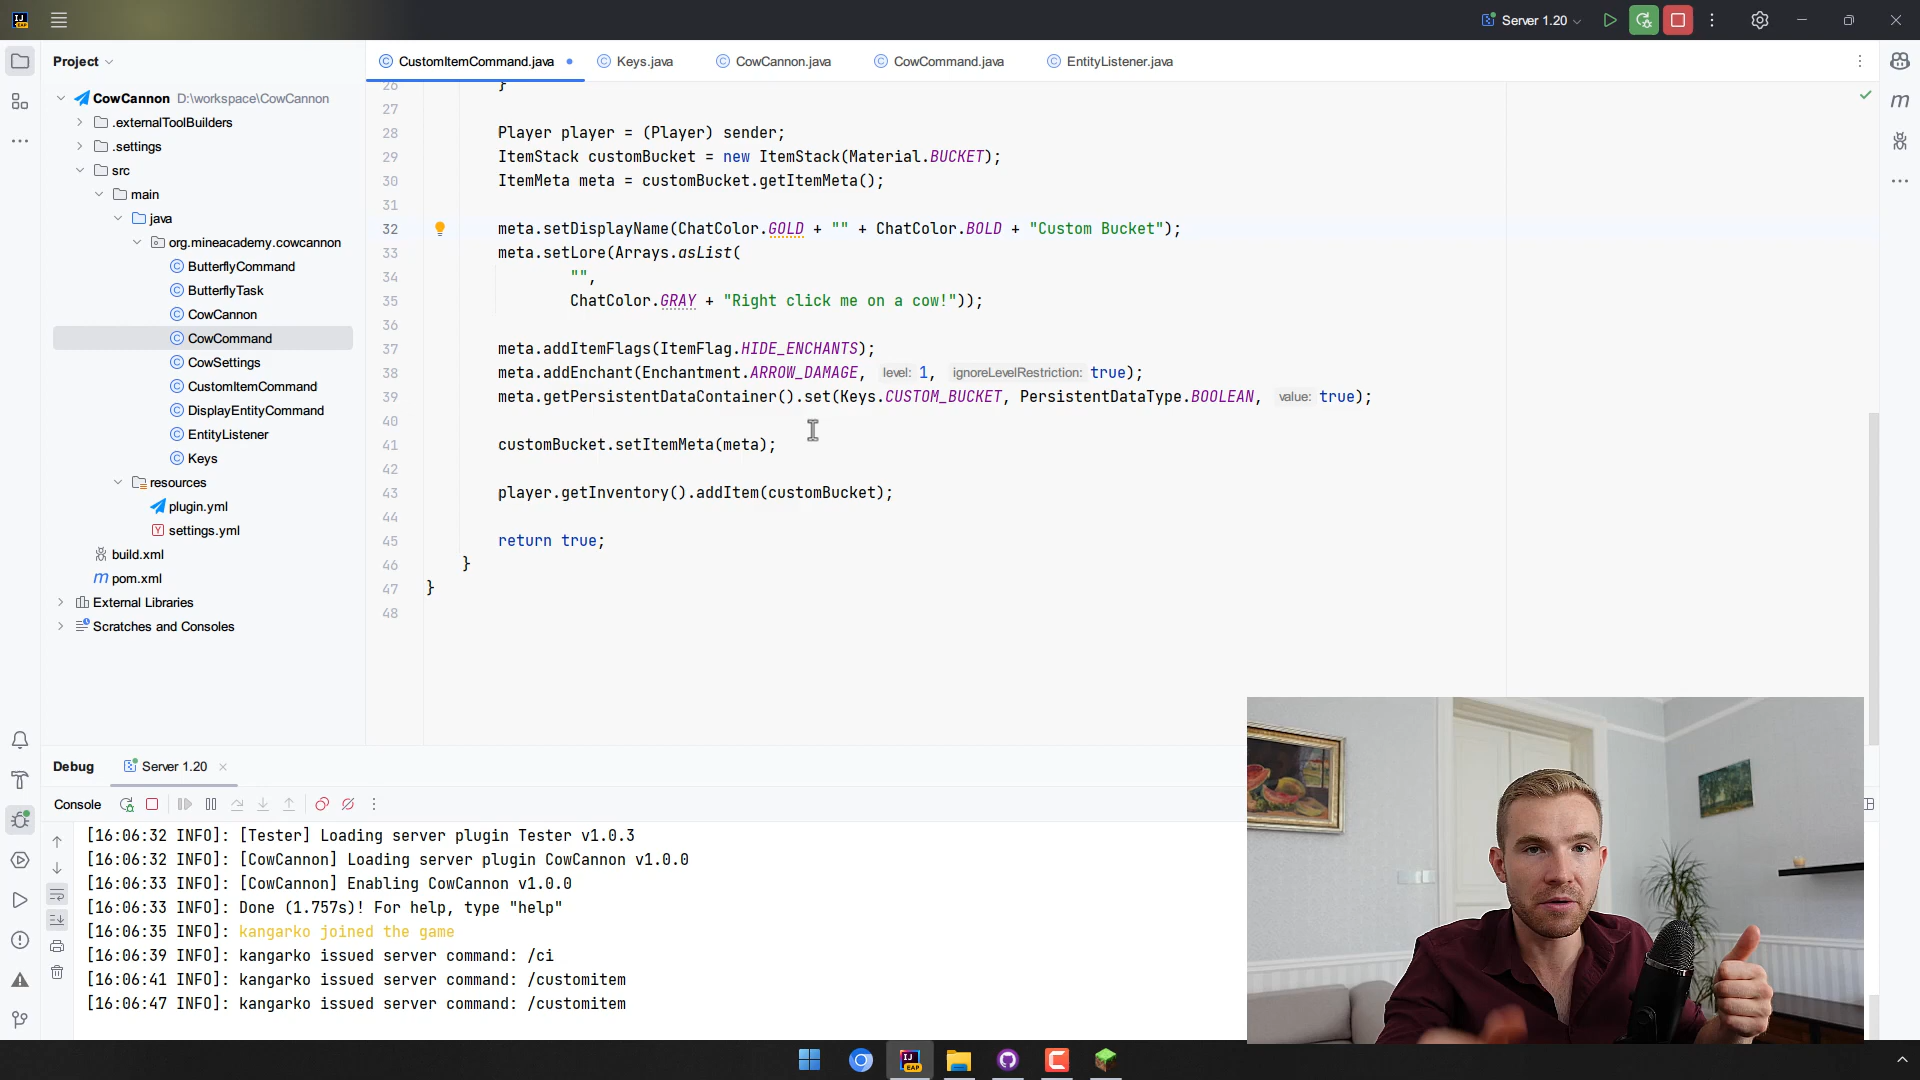 Server 1.20
Project
CustomItemCommand.java
Keys.java
CowCannon.java
CowCommand.java
EntityListener.java
CowCannon D:\workspace\CowCannon
.externalToolBuilders
.settings
src
main
java
org.mineacademy.cowcannon
ButterflyCommand
ButterflyTask
CowCannon
CowCommand
CowSettings
CustomItemCommand
DisplayEntityCommand
EntityListener
Keys
resources
plugin.yml
settings.yml
build.xml
m pom.xml
External Libraries
Scratches and Consoles
26 }
27
28 Player player = (Player) sender;
29 ItemStack customBucket = new ItemStack(Material.BUCKET);
30 ItemMeta meta = customBucket.getItemMeta();
31
32 meta.setDisplayName(ChatColor.GOLD + "" + ChatColor.BOLD + "Custom Bucket");
33 meta.setLore(Arrays.asList(
34 "",
35 ChatColor.GRAY + "Right click me on a cow!"));
36
37 meta.addItemFlags(ItemFlag.HIDE_ENCHANTS);
38 meta.addEnchant(Enchantment.ARROW_DAMAGE, level: 1, ignoreLevelRestriction: true);
39 meta.getPersistentDataContainer().set(Keys.CUSTOM_BUCKET, PersistentDataType.BOOLEAN, value: true);
40
41 customBucket.setItemMeta(meta);
42
43 player.getInventory().addItem(customBucket);
44
45 return true;
46 }
47 }
48
Debug Server 1.20
Console
[16:06:32 INFO]: [Tester] Loading server plugin Tester v1.0.3
[16:06:32 INFO]: [CowCannon] Loading server plugin CowCannon v1.0.0
[16:06:33 INFO]: [CowCannon] Enabling CowCannon v1.0.0
[16:06:33 INFO]: Done (1.757s)! For help, type "help"
[16:06:35 INFO]: kangarko joined the game
[16:06:39 INFO]: kangarko issued server command: /ci
[16:06:41 INFO]: kangarko issued server command: /customitem
[16:06:47 INFO]: kangarko issued server command: /customitem